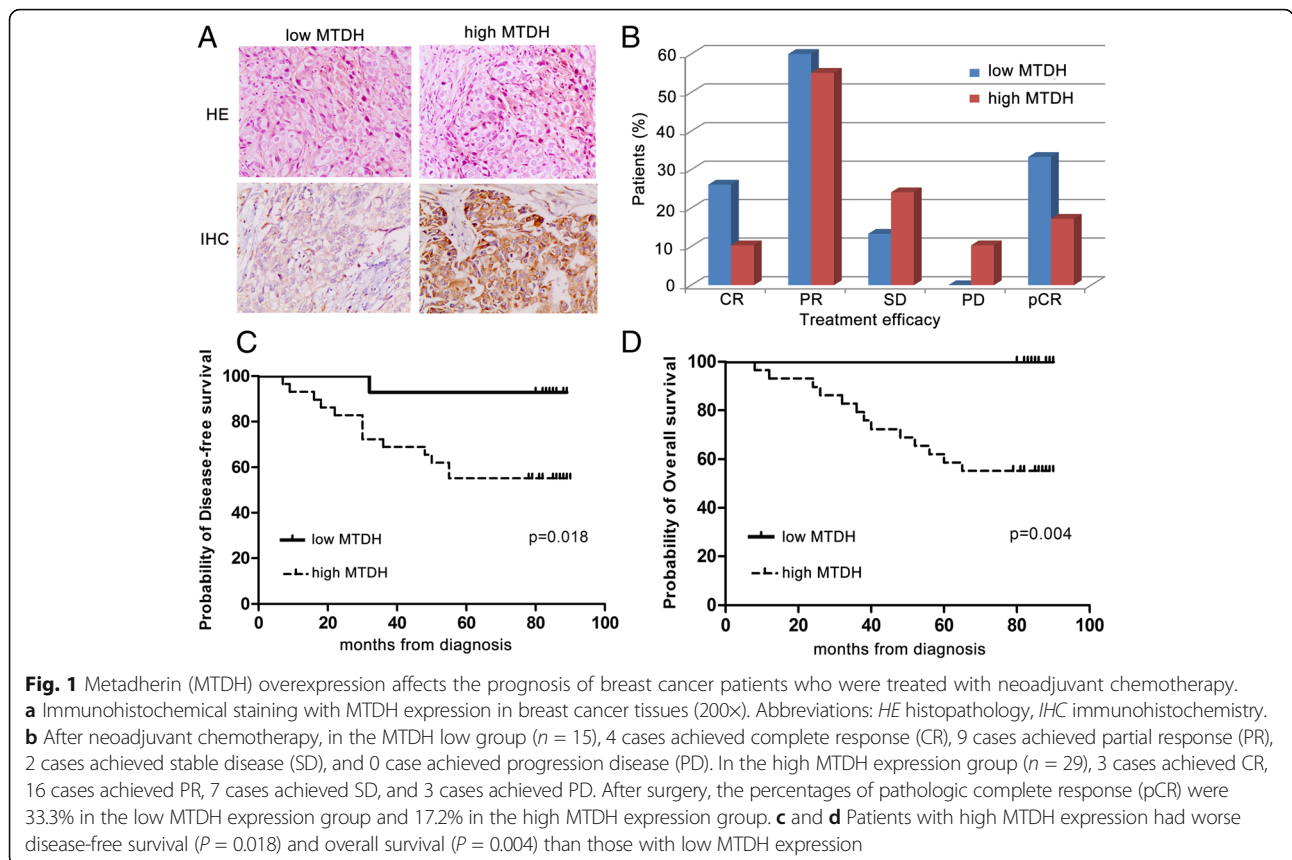 A
low MTDH
high MTDH
HE
IHC
B
60
50
40
30
20
10
0
Patients (%)
low MTDH
high MTDH
CR
PR
SD
PD
pCR
Treatment efficacy
C
100
80
60
40
20
0
Probability of Disease-free survival
low MTDH
high MTDH
p=0.018
0
20
40
60
80
100
months from diagnosis
D
100
80
60
40
20
0
Probability of Overall survival
low MTDH
high MTDH
p=0.004
0
20
40
60
80
100
months from diagnosis
Fig. 1 Metadherin (MTDH) overexpression affects the prognosis of breast cancer patients who were treated with neoadjuvant chemotherapy.
a Immunohistochemical staining with MTDH expression in breast cancer tissues (200×). Abbreviations: HE histopathology, IHC immunohistochemistry.
b After neoadjuvant chemotherapy, in the MTDH low group (n = 15), 4 cases achieved complete response (CR), 9 cases achieved partial response (PR),
2 cases achieved stable disease (SD), and 0 case achieved progression disease (PD). In the high MTDH expression group (n = 29), 3 cases achieved CR,
16 cases achieved PR, 7 cases achieved SD, and 3 cases achieved PD. After surgery, the percentages of pathologic complete response (pCR) were
33.3% in the low MTDH expression group and 17.2% in the high MTDH expression group. c and d Patients with high MTDH expression had worse
disease-free survival (P = 0.018) and overall survival (P = 0.004) than those with low MTDH expression